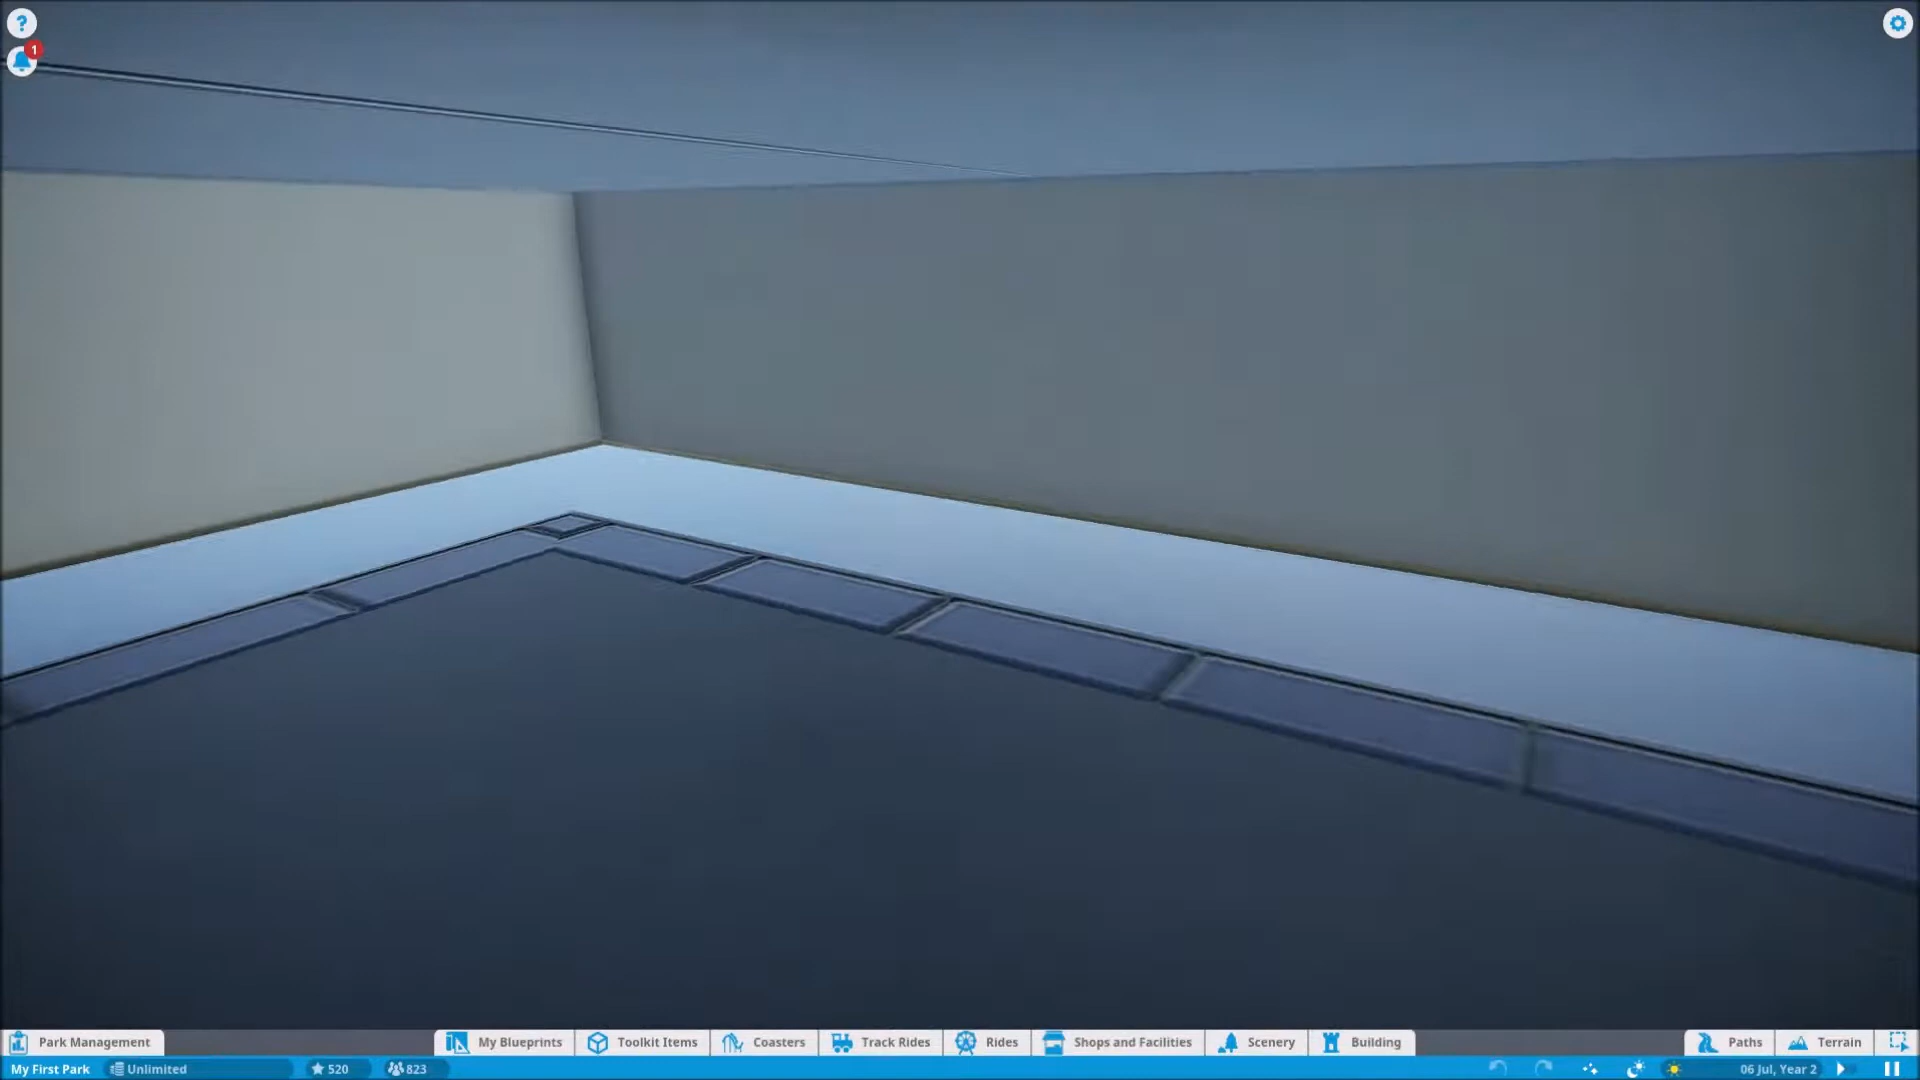 ?
1
Park Management
My Blueprints
Toolkit Items
Coasters
Track Rides
Rides
Shops and Facilities
Scenery
Building
Paths
Terrain
My First Park
Unlimited
520
823
06 Jul, Year 2